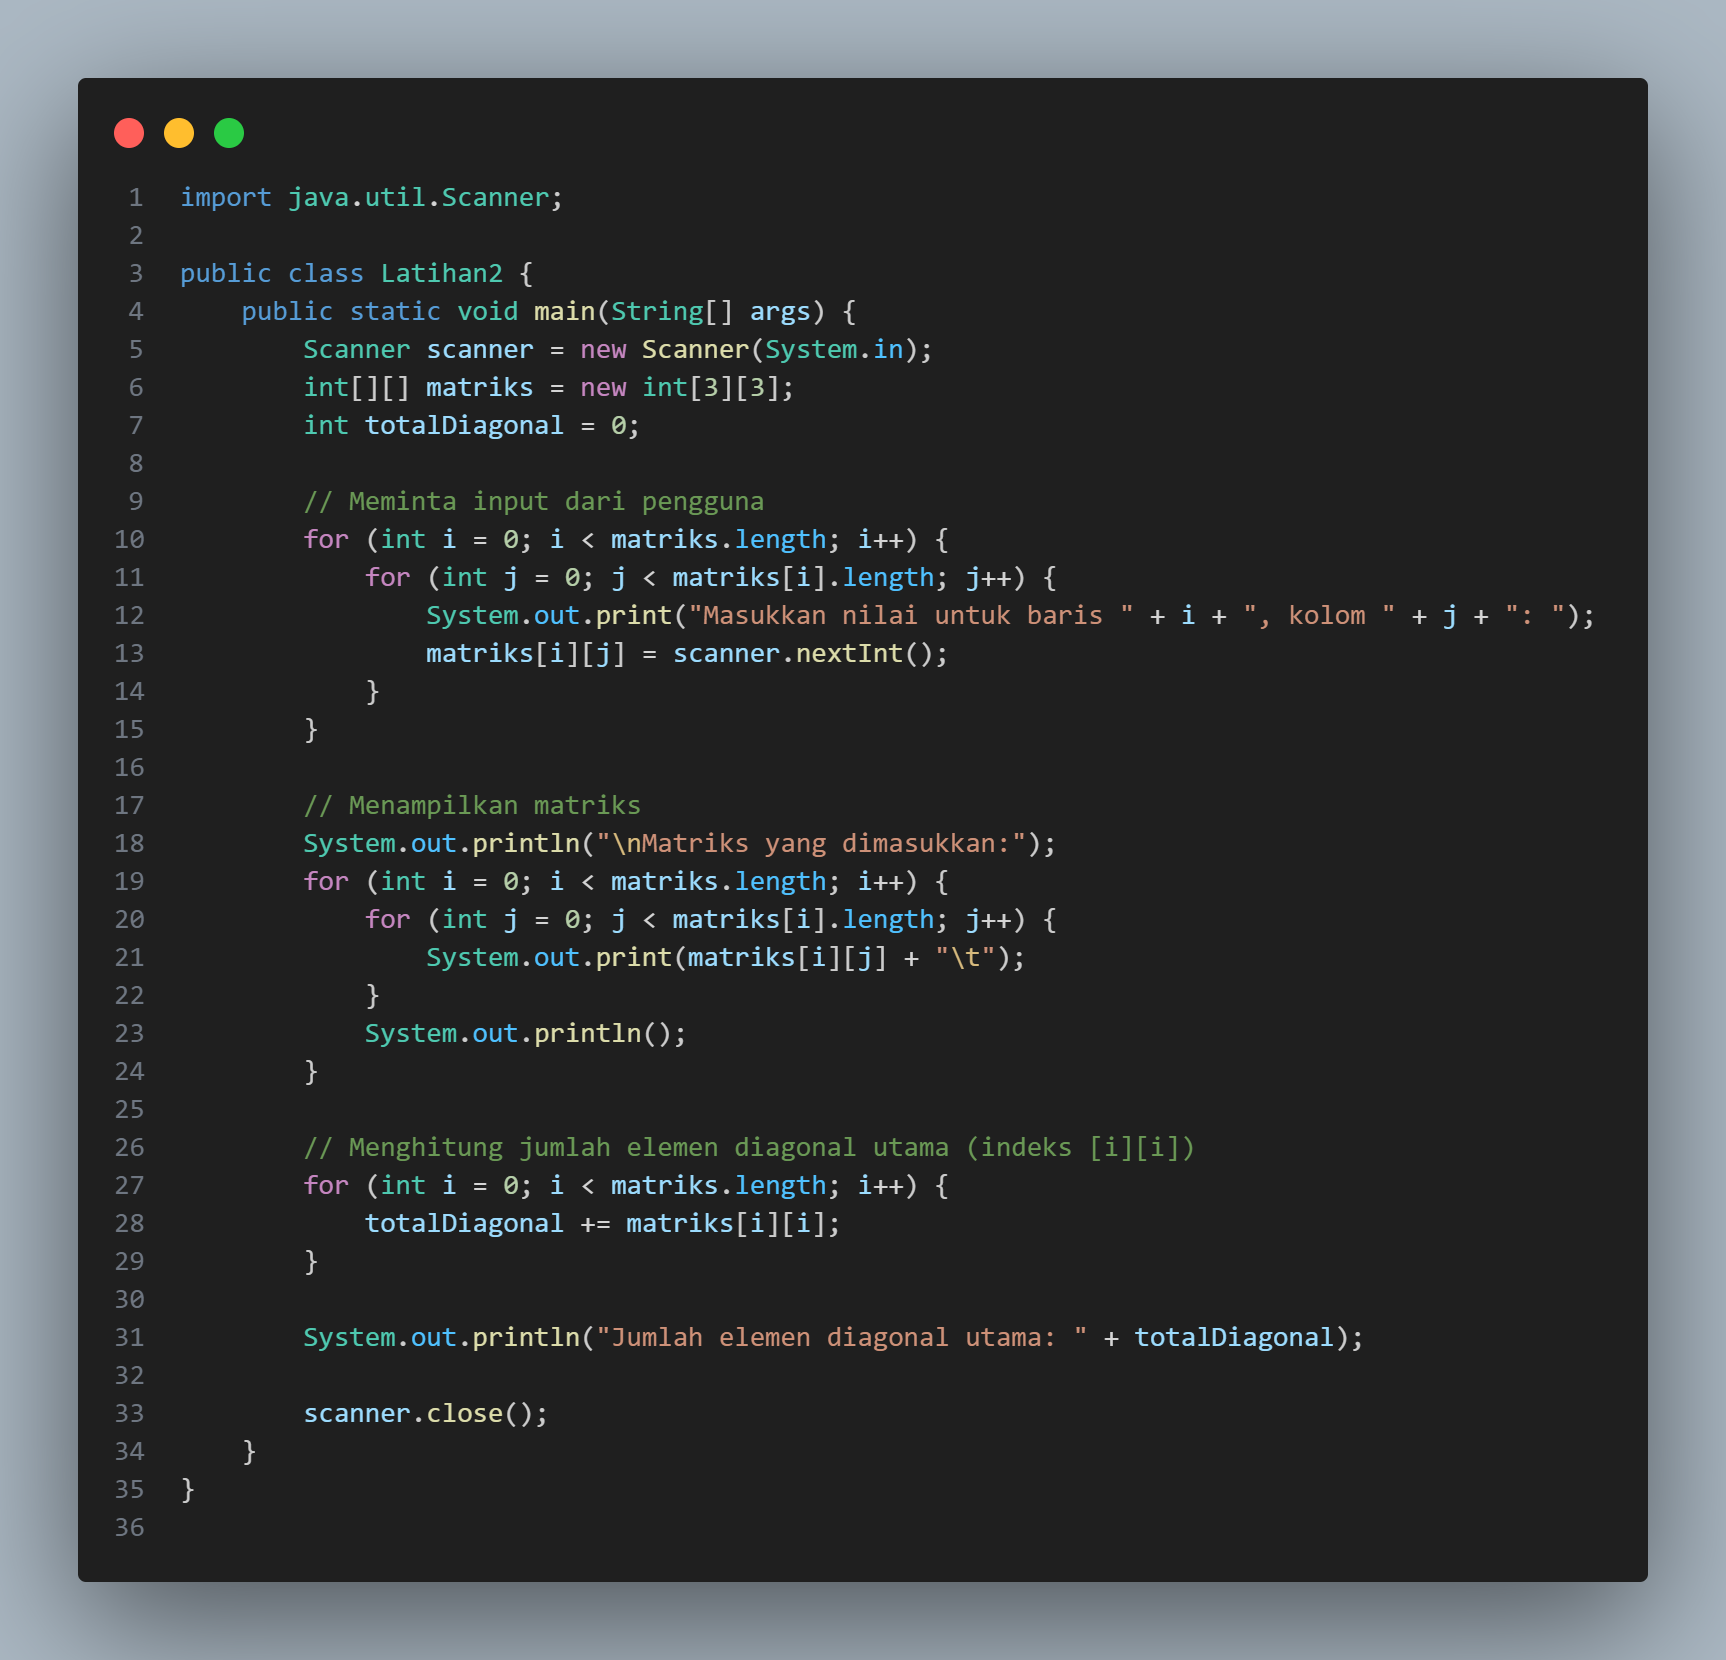 1 import java.util.Scanner;
2
3 public class Latihan2 {
4     public static void main(String[] args) {
5         Scanner scanner = new Scanner(System.in);
6         int[][] matriks = new int[3][3];
7         int totalDiagonal = 0;
8
9         // Meminta input dari pengguna
10         for (int i = 0; i < matriks.length; i++) {
11             for (int j = 0; j < matriks[i].length; j++) {
12                 System.out.print("Masukkan nilai untuk baris " + i + ", kolom " + j + ": ");
13                 matriks[i][j] = scanner.nextInt();
14             }
15         }
16
17         // Menampilkan matriks
18         System.out.println("\nMatriks yang dimasukkan:");
19         for (int i = 0; i < matriks.length; i++) {
20             for (int j = 0; j < matriks[i].length; j++) {
21                 System.out.print(matriks[i][j] + "\t");
22             }
23             System.out.println();
24         }
25
26         // Menghitung jumlah elemen diagonal utama (indeks [i][i])
27         for (int i = 0; i < matriks.length; i++) {
28             totalDiagonal += matriks[i][i];
29         }
30
31         System.out.println("Jumlah elemen diagonal utama: " + totalDiagonal);
32
33         scanner.close();
34     }
35 }
36